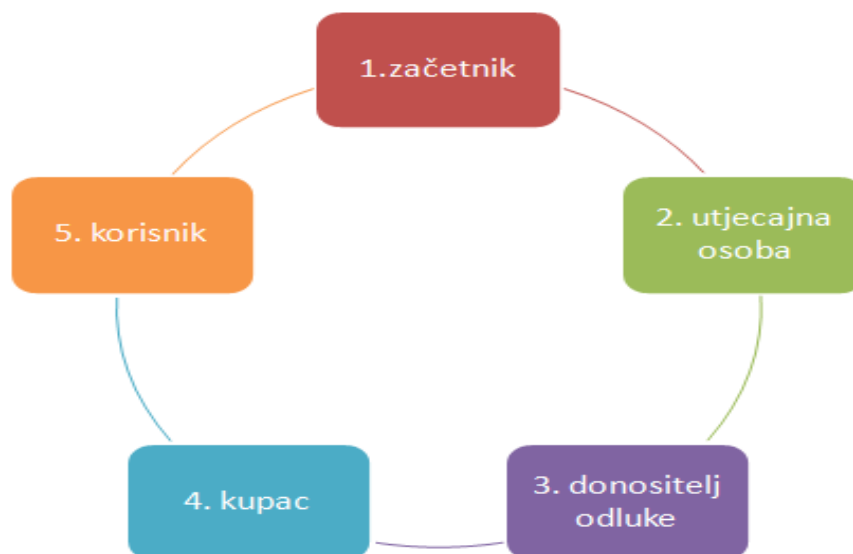 1.začetnik
2. utjecajna
osoba
3. donositelj
odluke
4. kupac
5. korisnik